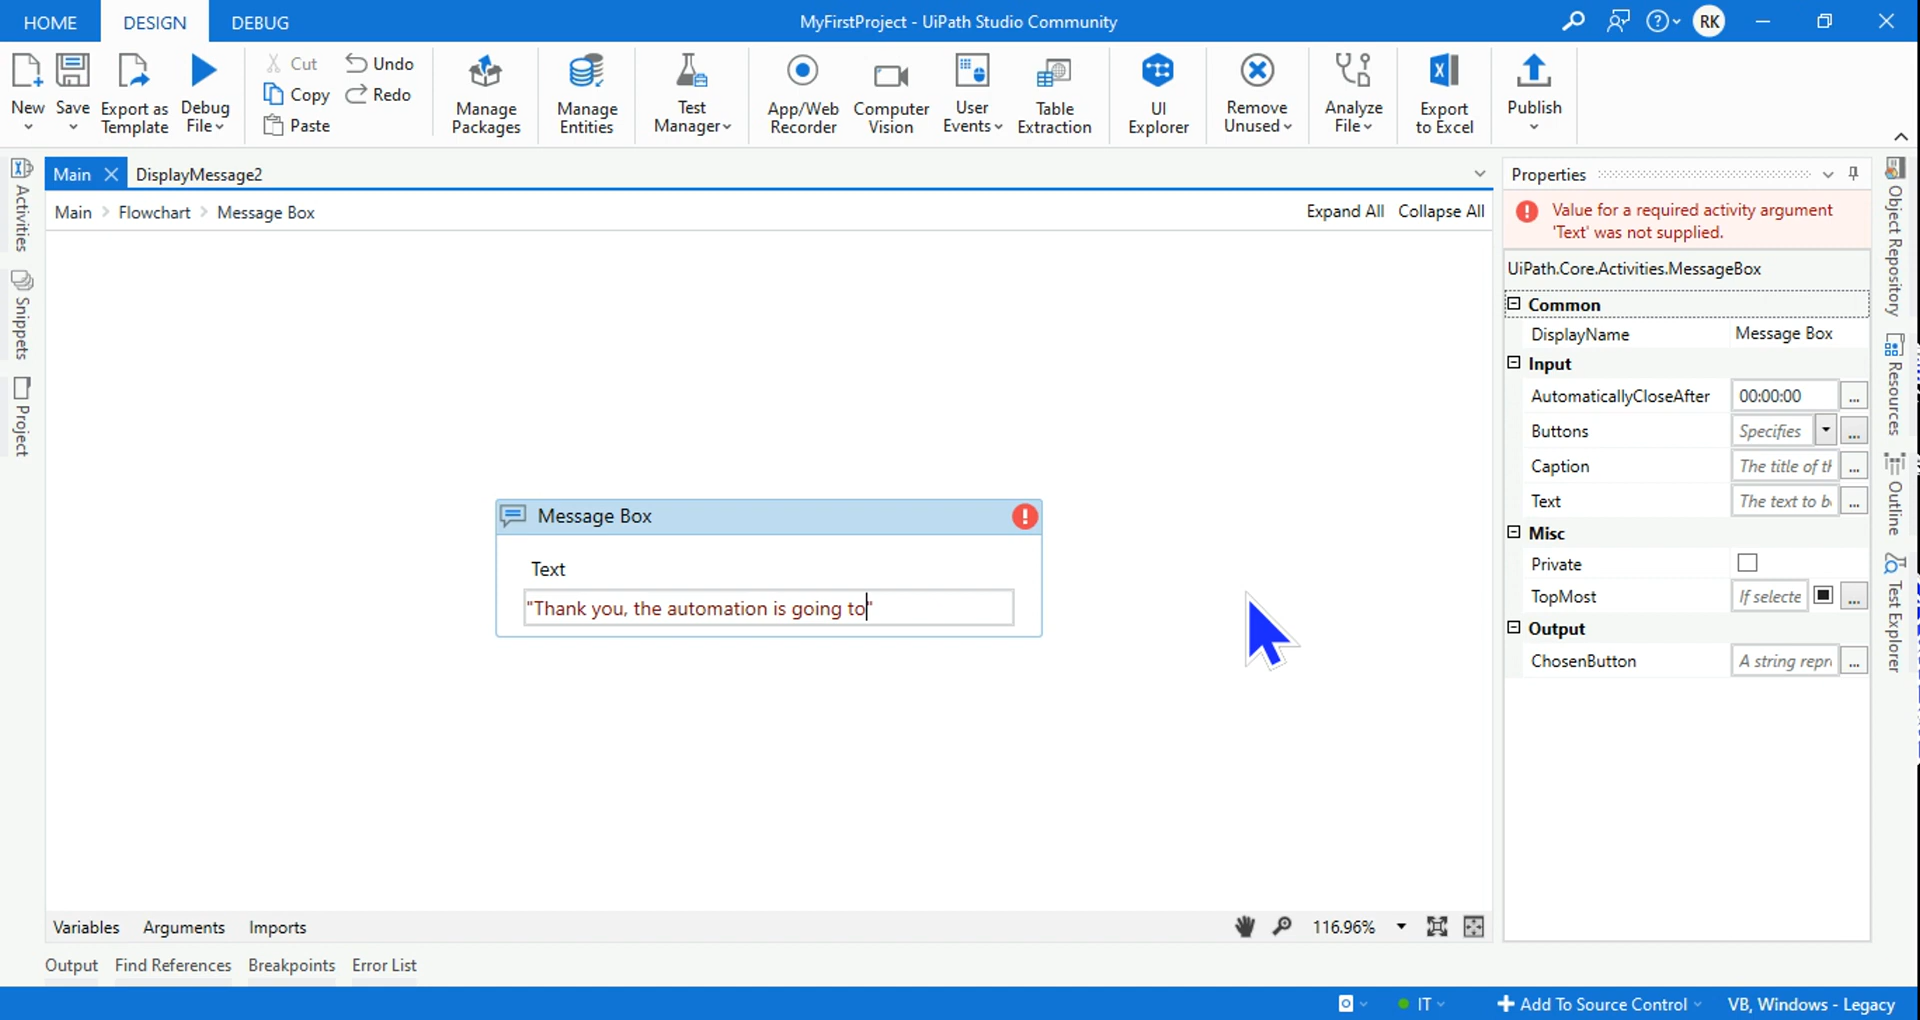 HOME DESIGN DEBUG MyFirstProject - UiPath Studio Community RK
New Save Export as Template Debug File Cut Copy Paste Undo Redo Manage Packages Manage Entities Test Manager App/Web Recorder Computer Vision User Events Table Extraction UI Explorer Remove Unused Analyze File Export to Excel Publish
Main DisplayMessage2
Main Flowchart Message Box Expand All Collapse All
Activities
Snippets
Project
Message Box
Text
"Thank you, the automation is going to"
Properties
Value for a required activity argument
'Text' was not supplied.
UiPath.Core.Activities.MessageBox
Common
DisplayName Message Box
Input
AutomaticallyCloseAfter 00:00:00 ...
Buttons Specifies ...
Caption The title of th ...
Text The text to b ...
Misc
Private
TopMost If selecte ...
Output
ChosenButton A string repr ...
Object Repository
Resources
Outline
Test Explorer
Variables Arguments Imports 116.96%
Output Find References Breakpoints Error List
IT Add To Source Control VB, Windows - Legacy